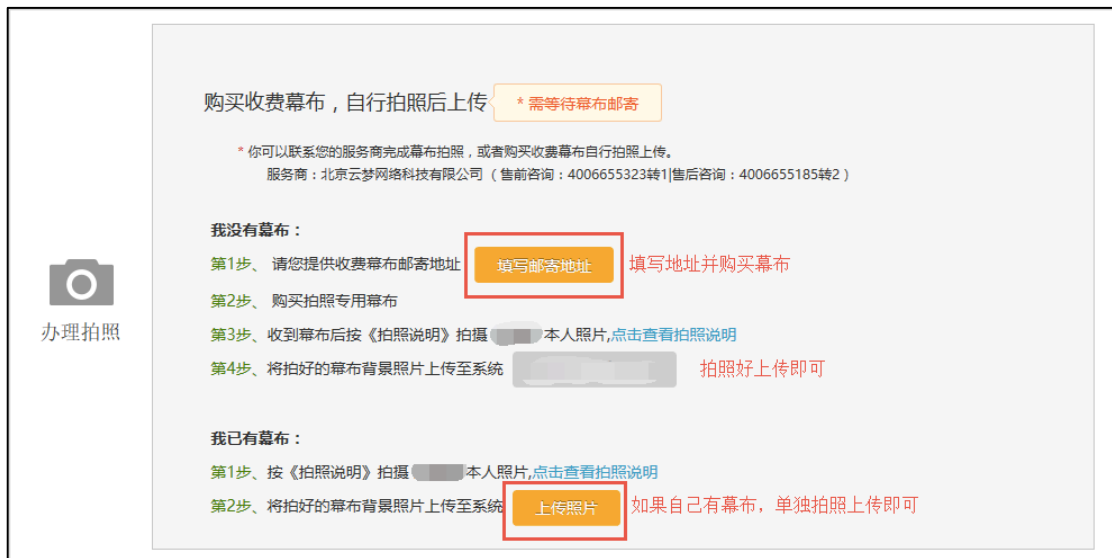 购买收费幕布，自行拍照后上传 * 需等待幕布邮寄
* 你可以联系您的服务商完成幕布拍照，或者购买收费幕布自行拍照上传。
服务商：北京云梦网络科技有限公司（售前咨询：4006655323转1|售后咨询：4006655185转2）
我没有幕布：
第1步、 请您提供收费幕布邮寄地址 填写邮寄地址 填写地址并购买幕布
第2步、 购买拍照专用幕布
第3步、收到幕布后按《拍照说明》拍摄 本人照片,点击查看拍照说明
办理拍照
第4步、将拍好的幕布背景照片上传至系统 拍照好上传即可
我已有幕布：
第1步、按《拍照说明》拍摄 本人照片,点击查看拍照说明
第2步、将拍好的幕布背景照片上传至系统 上传照片 如果自己有幕布，单独拍照上传即可